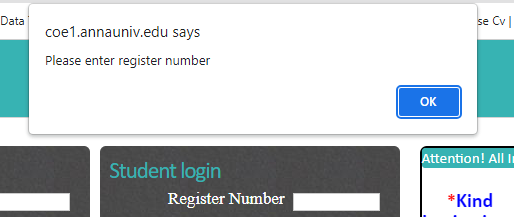 Data
coe1.annauniv.edu says
se Cv |
Please enter register number
OK
Student login
Register Number
Attention! All I
*Kind